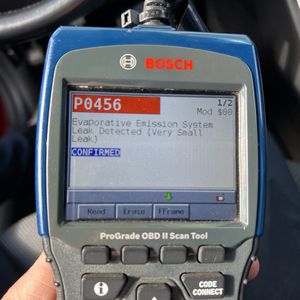 BOSCH
P0456
1/2
Mod $00
Evaporative Emission System
Leak Detected (Very Small
Leak)
CONFIRMED
Read
Erase
FFrame
ProGrade OBD II Scan Tool
CODE
CONNECT